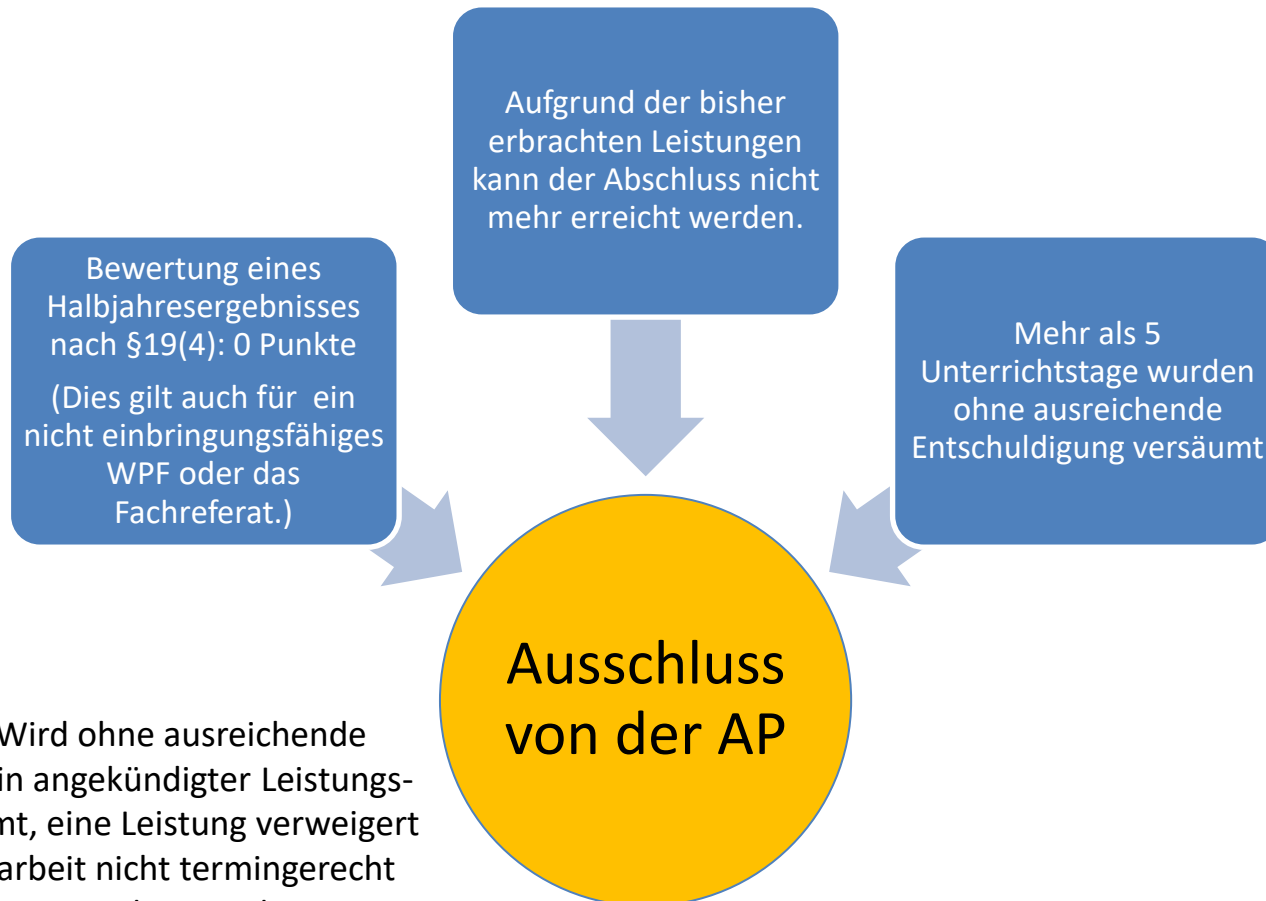 Aufgrund der bisher
erbrachten Leistungen
kann der Abschluss nicht
mehr erreicht werden.
Bewertung eines
Halbjahresergebnisses
nach §19(4): 0 Punkte
(Dies gilt auch für ein
nicht einbringungsfähiges
WPF oder das
Fachreferat.)
Mehr als 5
Unterrichtstage wurden
ohne ausreichende
Entschuldigung versäumt
Ausschluss
von der AP
Wird ohne ausreichende
in angekündigter Leistungs-
mt, eine Leistung verweigert
arbeit nicht termingerecht